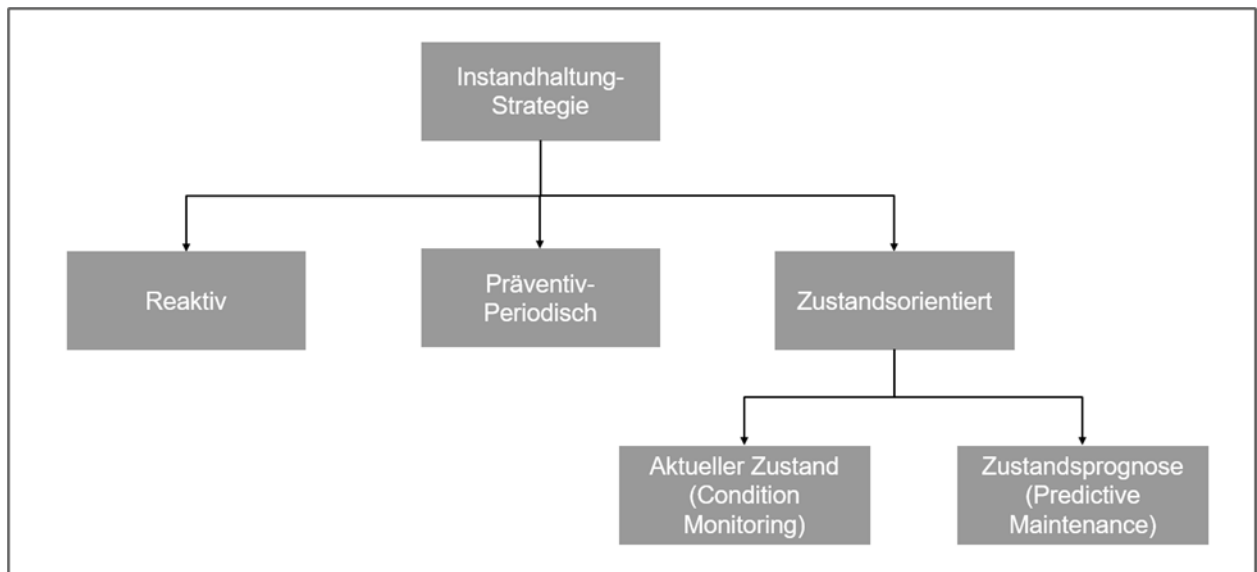 Instandhaltung-
Strategie
Reaktiv
Präventiv-
Periodisch
Zustandsorientiert
Aktueller Zustand
(Condition
Monitoring)
Zustandsprognose
(Predictive
Maintenance)